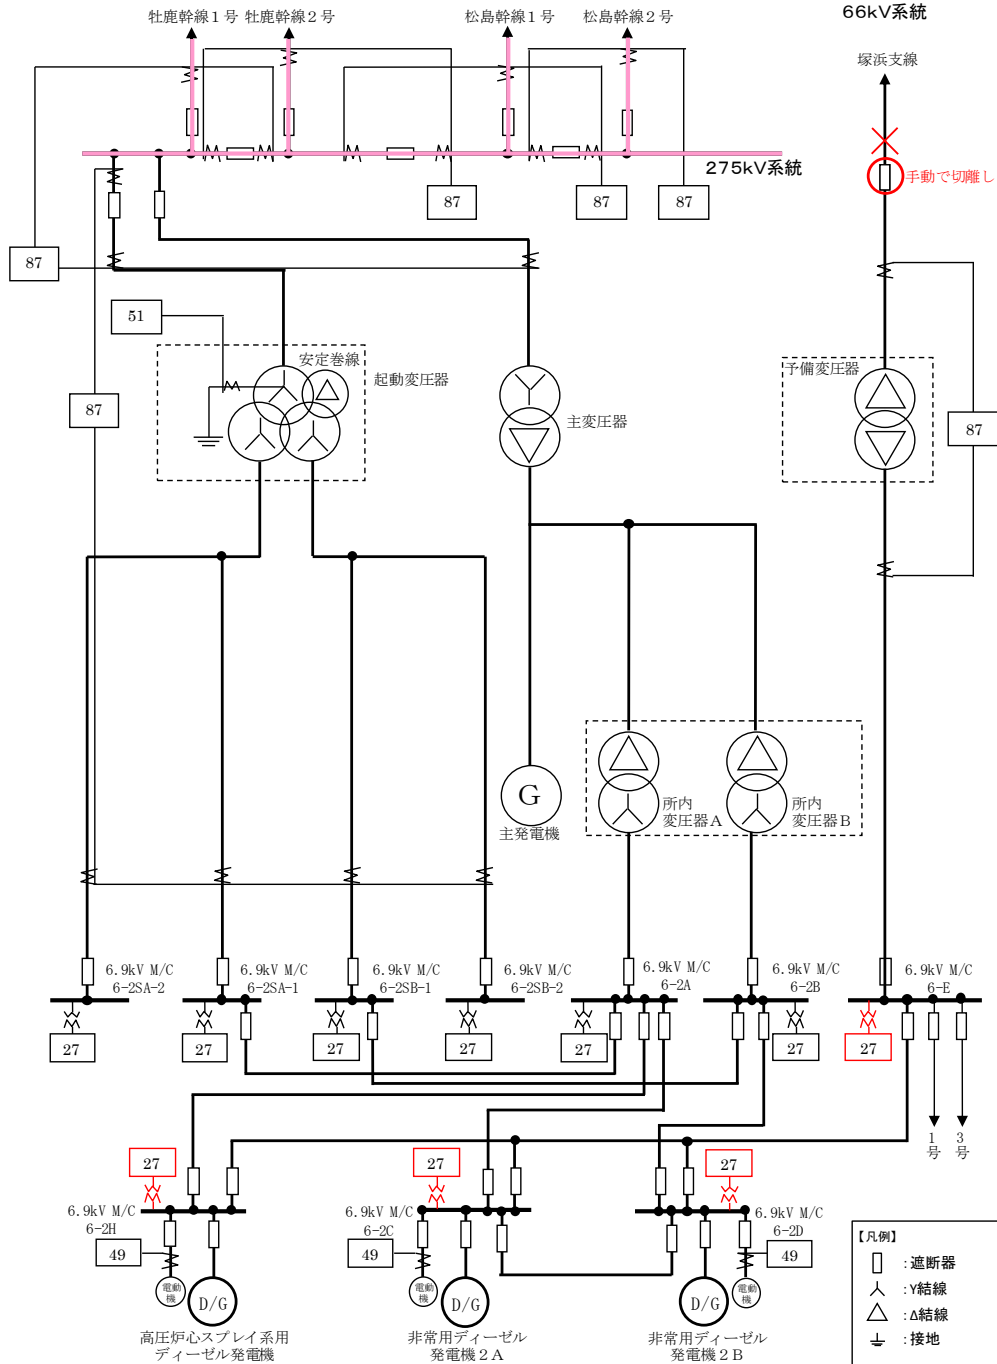 牡鹿幹線1号 牡鹿幹線2号 松島幹線1号 松島幹線2号
66kV系統
塚浜支線
275kV系統
手動で切離し
87
87
87
87
51
安定巻線
起動変圧器
主変圧器
予備変圧器
87
87
G
主発電機
所内
変圧器A
所内
変圧器B
6.9kV M/C
6-2SA-2
6.9kV M/C
6-2SA-1
6.9kV M/C
6-2SB-1
6.9kV M/C
6-2SB-2
6.9kV M/C
6-2A
6.9kV M/C
6-2B
6.9kV M/C
6-E
27
27
27
27
27
27
27
1号
3号
27
27
27
6.9kV M/C
6-2H
6.9kV M/C
6-2C
6.9kV M/C
6-2D
49
49
49
電動機
D/G
電動機
D/G
D/G
電動機
高圧炉心スプレイ系用
ディーゼル発電機
非常用ディーゼル
発電機2A
非常用ディーゼル
発電機2B
【凡例】
:遮断器
:Y結線
:Δ結線
:接地